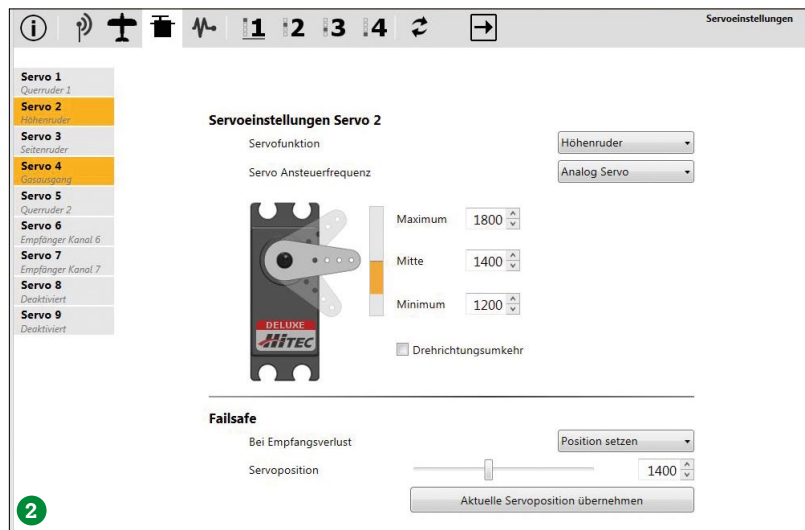 1 2 3 4
Servoeinstellungen
Servo 1
Querruder 1
Servo 2
Höhenruder
Servo 3
Seitenruder
Servo 4
Gasausgang
Servo 5
Querruder 2
Servo 6
Empfänger Kanal 6
Servo 7
Empfänger Kanal 7
Servo 8
Deaktiviert
Servo 9
Deaktiviert
Servoeinstellungen Servo 2
Servofunktion Höhenruder
Servo Ansteuerfrequenz Analog Servo
Maximum 1800
Mitte 1400
Minimum 1200
DELUXE
HiTEC
Drehrichtungsumkehr
Failsafe
Bei Empfangsverlust Position setzen
Servoposition 1400
Aktuelle Servoposition übernehmen
2